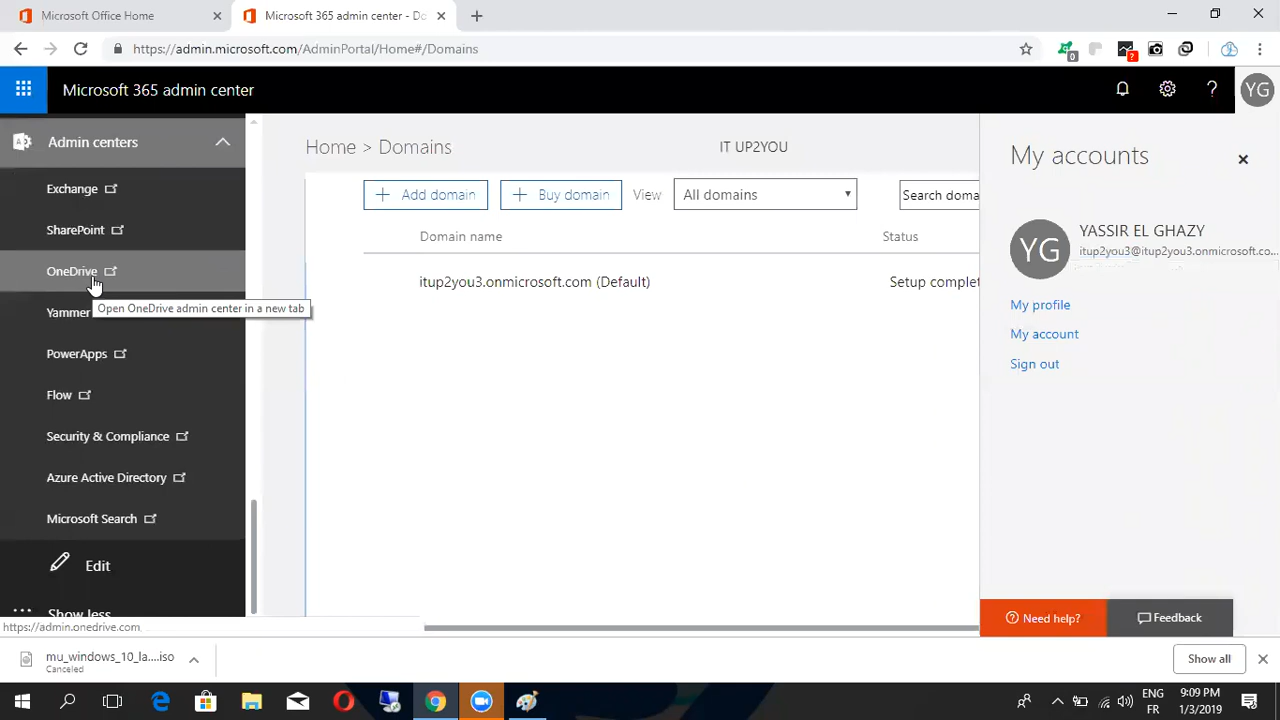 Microsoft Office Home
Microsoft 365 admin center - Do
https://admin.microsoft.com/AdminPortal/Home#/Domains
0
?
Microsoft 365 admin center
?
YG
Admin centers
Exchange
SharePoint
OneDrive
Open OneDrive admin center in a new tab
Yammer
PowerApps
Flow
Security & Compliance
Azure Active Directory
Microsoft Search
Edit
Show less
https://admin.onedrive.com
Home > Domains
IT UP2YOU
Add domain
Buy domain
View
All domains
Search doma
Domain name
Status
itup2you3.onmicrosoft.com (Default)
Setup complet
My accounts
YG
YASSIR EL GHAZY
itup2you3@itup2you3.onmicrosoft.co...
My profile
My account
Sign out
Need help?
Feedback
mu_windows_10_la....iso
Canceled
Show all
ENG
FR
9:09 PM
1/3/2019